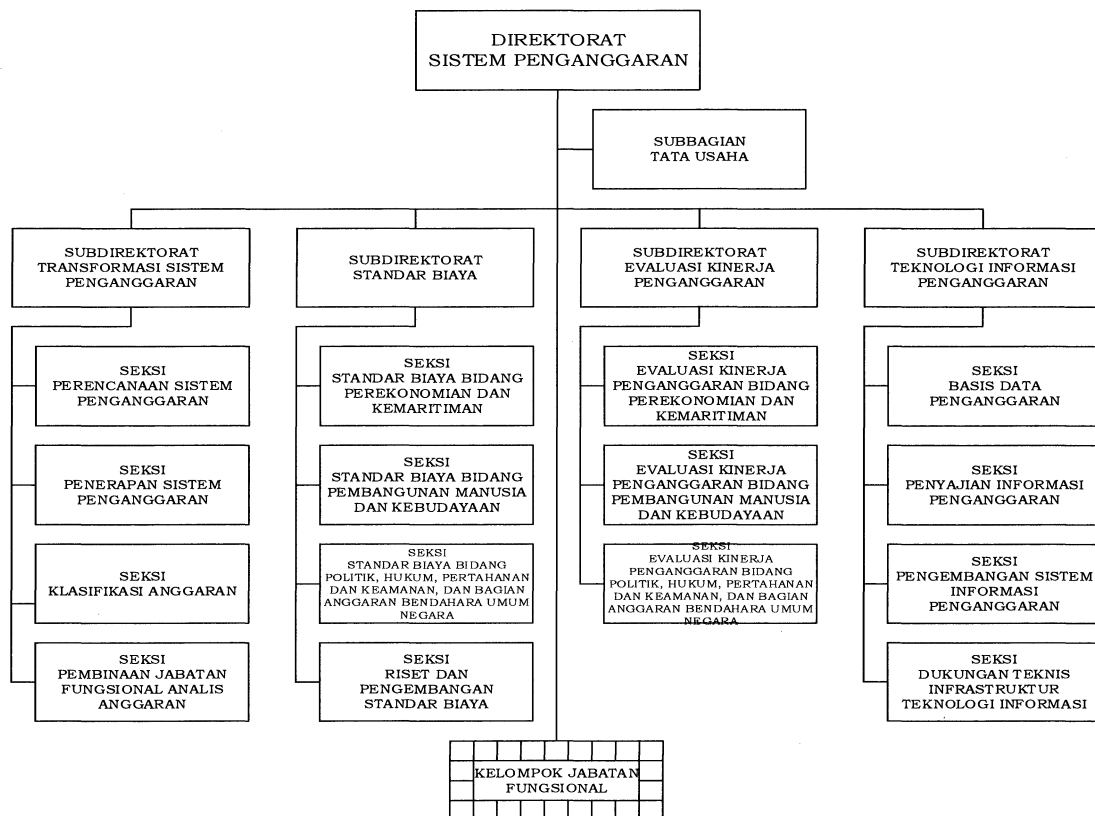 DIREKTORAT
SISTEM PENGANGGARAN
SUBBAGIAN
TATA USAHA
SUBDIREKTORAT
TRANSFORMASI SISTEM
PENGANGGARAN
SEKSI
PERENCANAAN SISTEM
PENGANGGARAN
SEKSI
PENERAPAN SISTEM
PENGANGGARAN
SEKSI
KLASIFIKASI ANGGARAN
SEKSI
PEMBINAAN JABATAN
FUNGSIONAL ANALIS
ANGGARAN
SUBDIREKTORAT
STANDAR BIAYA
SEKSI
STANDAR BIAYA BIDANG
PEREKONOMIAN DAN
KEMARITIMAN
SEKSI
STANDAR BIAYA BIDANG
PEMBANGUNAN MANUSIA
DAN KEBUDAYAAN
SEKSI
STANDAR BIAYA BIDANG
POLITIK, HUKUM, PERTAHANAN
DAN KEAMANAN, DAN BAGIAN
ANGGARAN BENDAHARA UMUM
NEGARA
SEKSI
RISET DAN
PENGEMBANGAN
STANDAR BIAYA
SUBDIREKTORAT
EVALUASI KINERJA
PENGANGGARAN
SEKSI
EVALUASI KINERJA
PENGANGGARAN BIDANG
PEREKONOMIAN DAN
KEMARITIMAN
SEKSI
EVALUASI KINERJA
PENGANGGARAN BIDANG
PEMBANGUNAN MANUSIA
DAN KEBUDAYAAN
SEKSI
EVALUASI KINERJA
PENGANGGARAN BIDANG
POLITIK, HUKUM, PERTAHANAN
DAN KEAMANAN, DAN BAGIAN
ANGGARAN BENDAHARA UMUM
NEGARA
SUBDIREKTORAT
TEKNOLOGI INFORMASI
PENGANGGARAN
SEKSI
BASIS DATA
PENGANGGARAN
SEKSI
PENYAJIAN INFORMASI
PENGANGGARAN
SEKSI
PENGEMBANGAN SISTEM
INFORMASI
PENGANGGARAN
SEKSI
DUKUNGAN TEKNIS
INFRASTRUKTUR
TEKNOLOGI INFORMASI
KELOMPOK JABATAN
FUNGSIONAL